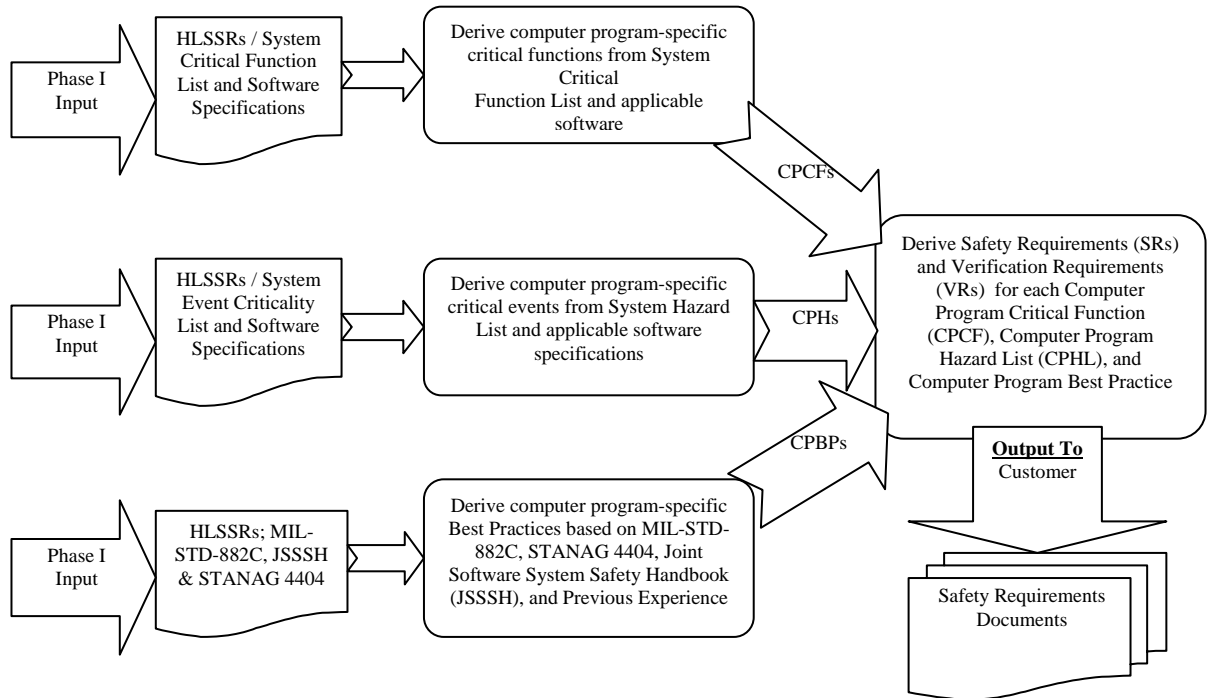 Phase I
Input
HLSSRs / System
Critical Function
List and Software
Specifications
Derive computer program-specific
critical functions from System
Critical
Function List and applicable
software
CPCFs
Phase I
Input
HLSSRs / System
Event Criticality
List and Software
Specifications
Derive computer program-specific
critical events from System Hazard
List and applicable software
specifications
CPHs
Phase I
Input
HLSSRs; MIL-
STD-882C, JSSSH
& STANAG 4404
Derive computer program-specific
Best Practices based on MIL-STD-
882C, STANAG 4404, Joint
Software System Safety Handbook
(JSSSH), and Previous Experience
CPBPs
Derive Safety Requirements (SRs)
and Verification Requirements
(VRs) for each Computer
Program Critical Function
(CPCF), Computer Program
Hazard List (CPHL), and
Computer Program Best Practice
Output To
Customer
Safety Requirements
Documents